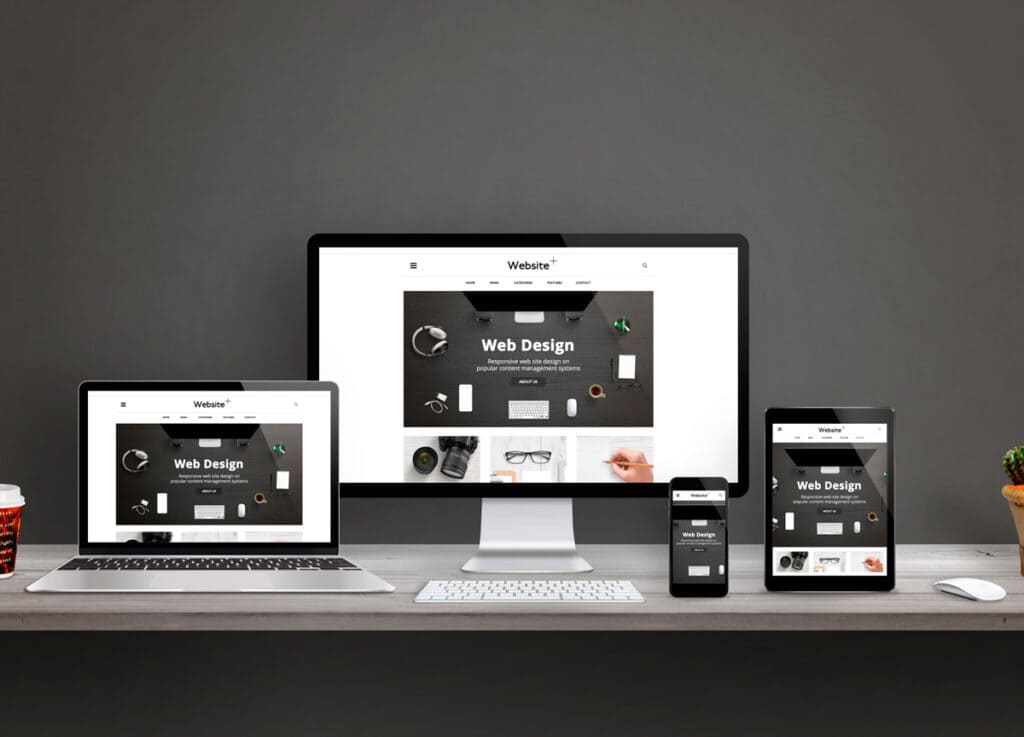 Website+
HOME NEWS CATEGORIES FEATURES CONTACT
Web Design
Responsive web site design on
popular content management systems
ABOUT US
Website+
HOME NEWS CATEGORIES FEATURES CONTACT
Web Design
Responsive web site design on
popular content management systems
ABOUT US
Website+
Web Design
Website+
Web Design
Responsive web site design on
popular content management systems
ABOUT US